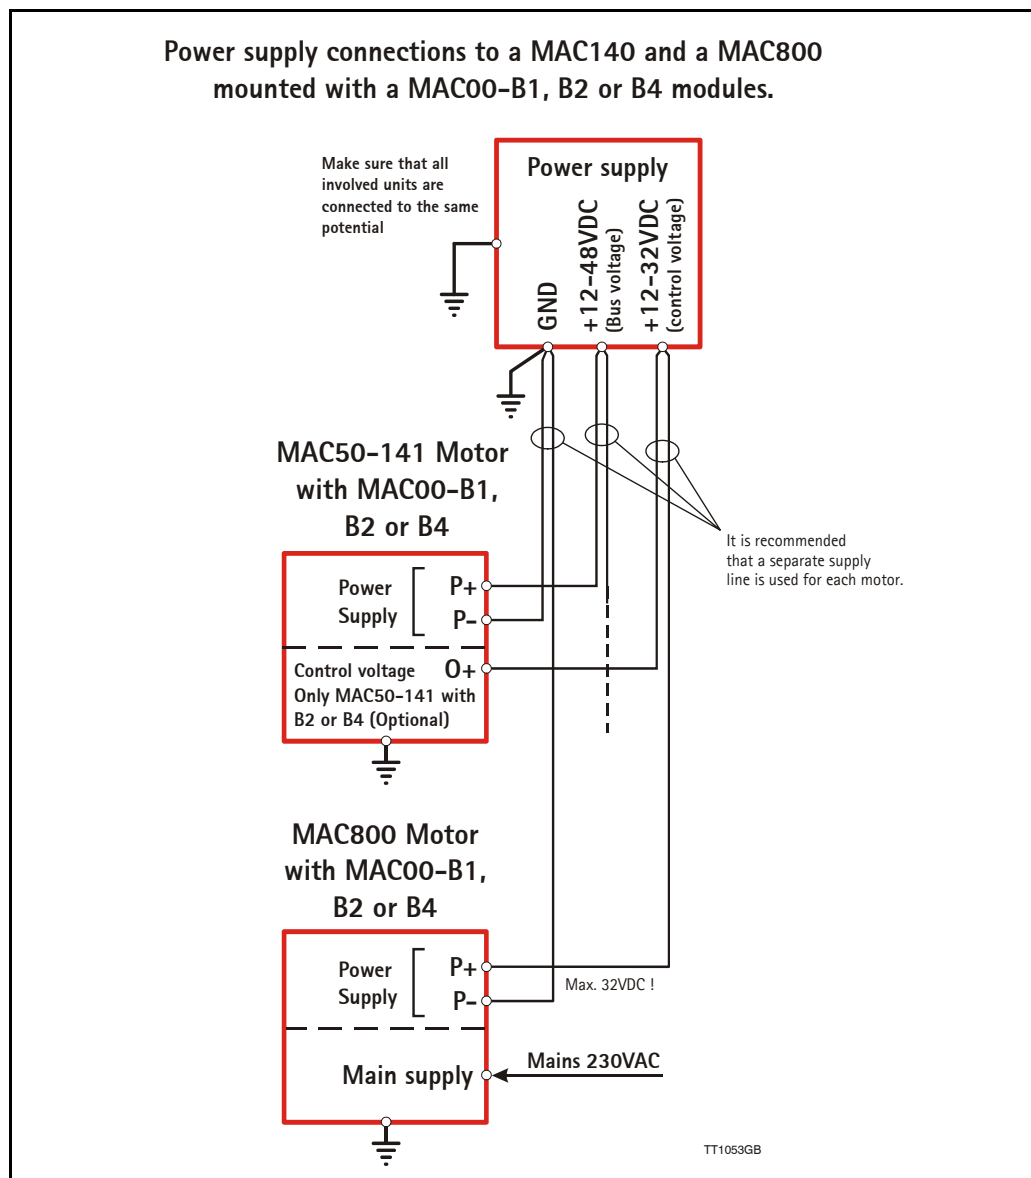 Power supply connections to a MAC140 and a MAC800
mounted with a MAC00-B1, B2 or B4 modules.
Make sure that all
involved units are
connected to the same
potential
Power supply
GND
+12-48VDC
(Bus voltage)
+12-32VDC
(control voltage)
MAC50-141 Motor
with MAC00-B1,
B2 or B4
It is recommended
that a separate supply
line is used for each motor.
Power
Supply
P+
P-
Control voltage O+
Only MAC50-141 with
B2 or B4 (Optional)
MAC800 Motor
with MAC00-B1,
B2 or B4
Power
Supply
P+
P-
Max. 32VDC !
Main supply
Mains 230VAC
TT1053GB